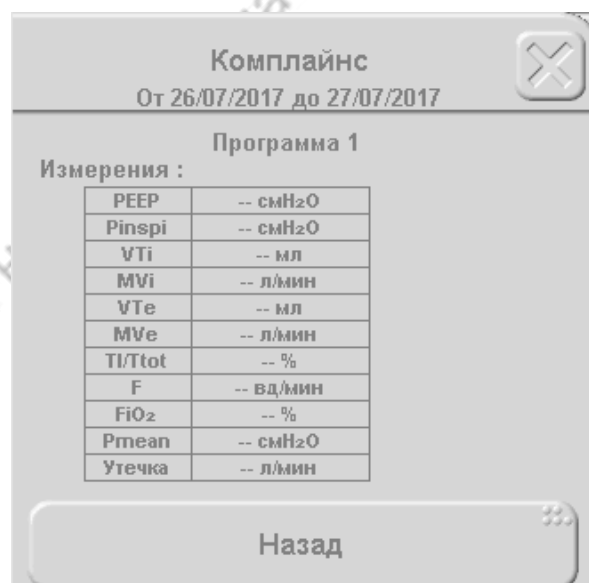 Комплайнс
От 26/07/2017 до 27/07/2017
Программа 1
Измерения :
PEEP -- смH₂O
Pinspi -- смH₂O
VTi -- мл
MVi -- л/мин
VTe -- мл
MVe -- л/мин
TI/Ttot -- %
F -- вд/мин
FiO₂ -- %
Pmean -- смH₂O
Утечка -- л/мин
Назад